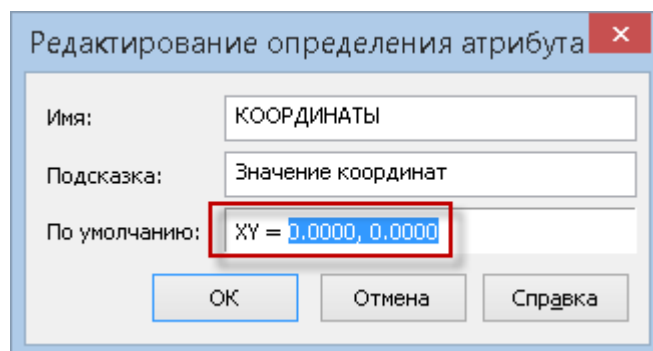 Редактирование определения атрибута
Имя: КООРДИНАТЫ
Подсказка: Значение координат
По умолчанию: XY = 0.0000, 0.0000
ОК Отмена Справка